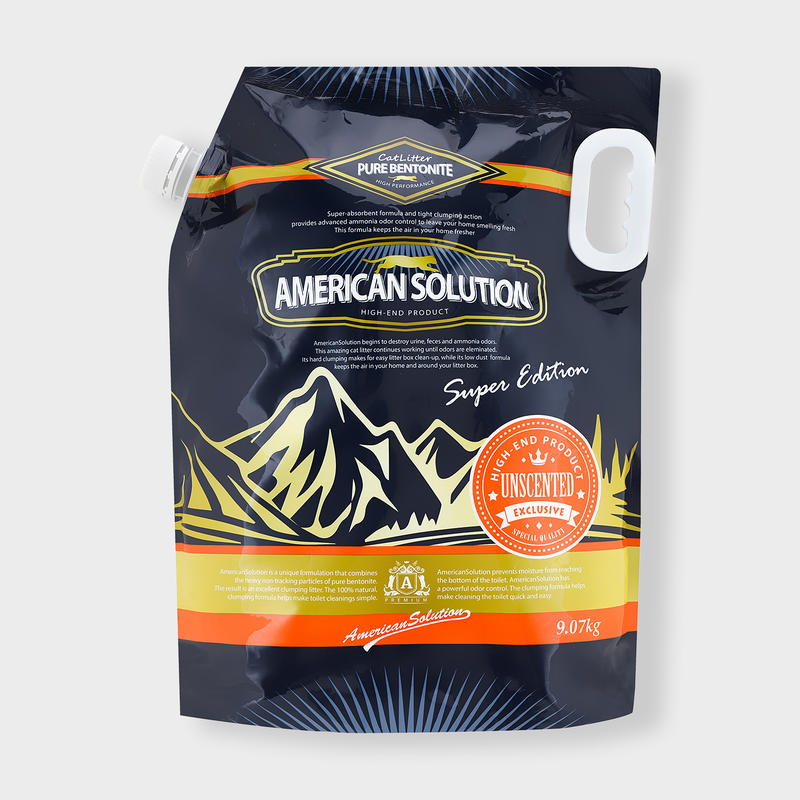 CatLitter
PURE BENTONITE
HIGH PERFORMANCE
Super-absorbent formula and tight clumping action
provides advanced ammonia odor control to leave your home smelling fresh
This formula keeps the air in your home fresher
AMERICAN SOLUTION
HIGH-END PRODUCT
AmericanSolution begins to destroy urine, feces and ammonia odors.
This amazing cat litter continues working until odors are eleminated.
Its hard clumping makes for easy litter box clean-up, while its low dust formula
keeps the air in your home and around your litter box.
Super Edition
HIGH-END PRODUCT
UNSCENTED
EXCLUSIVE
SPECIAL QUALITY
AmericanSolution is a unique formulation that combines
the heavy non-tracking particles of pure bentonite.
The result is an excellent clumping litter. The 100% natural,
clumping formula helps make toilet cleanings simple.
A
PREMIUM
AmericanSolution prevents moisture from reaching
the bottom of the toilet, AmericanSolution has
a powerful odor control. The clumping formula helps
make cleaning the toilet quick and easy.
AmericanSolution
9.07kg